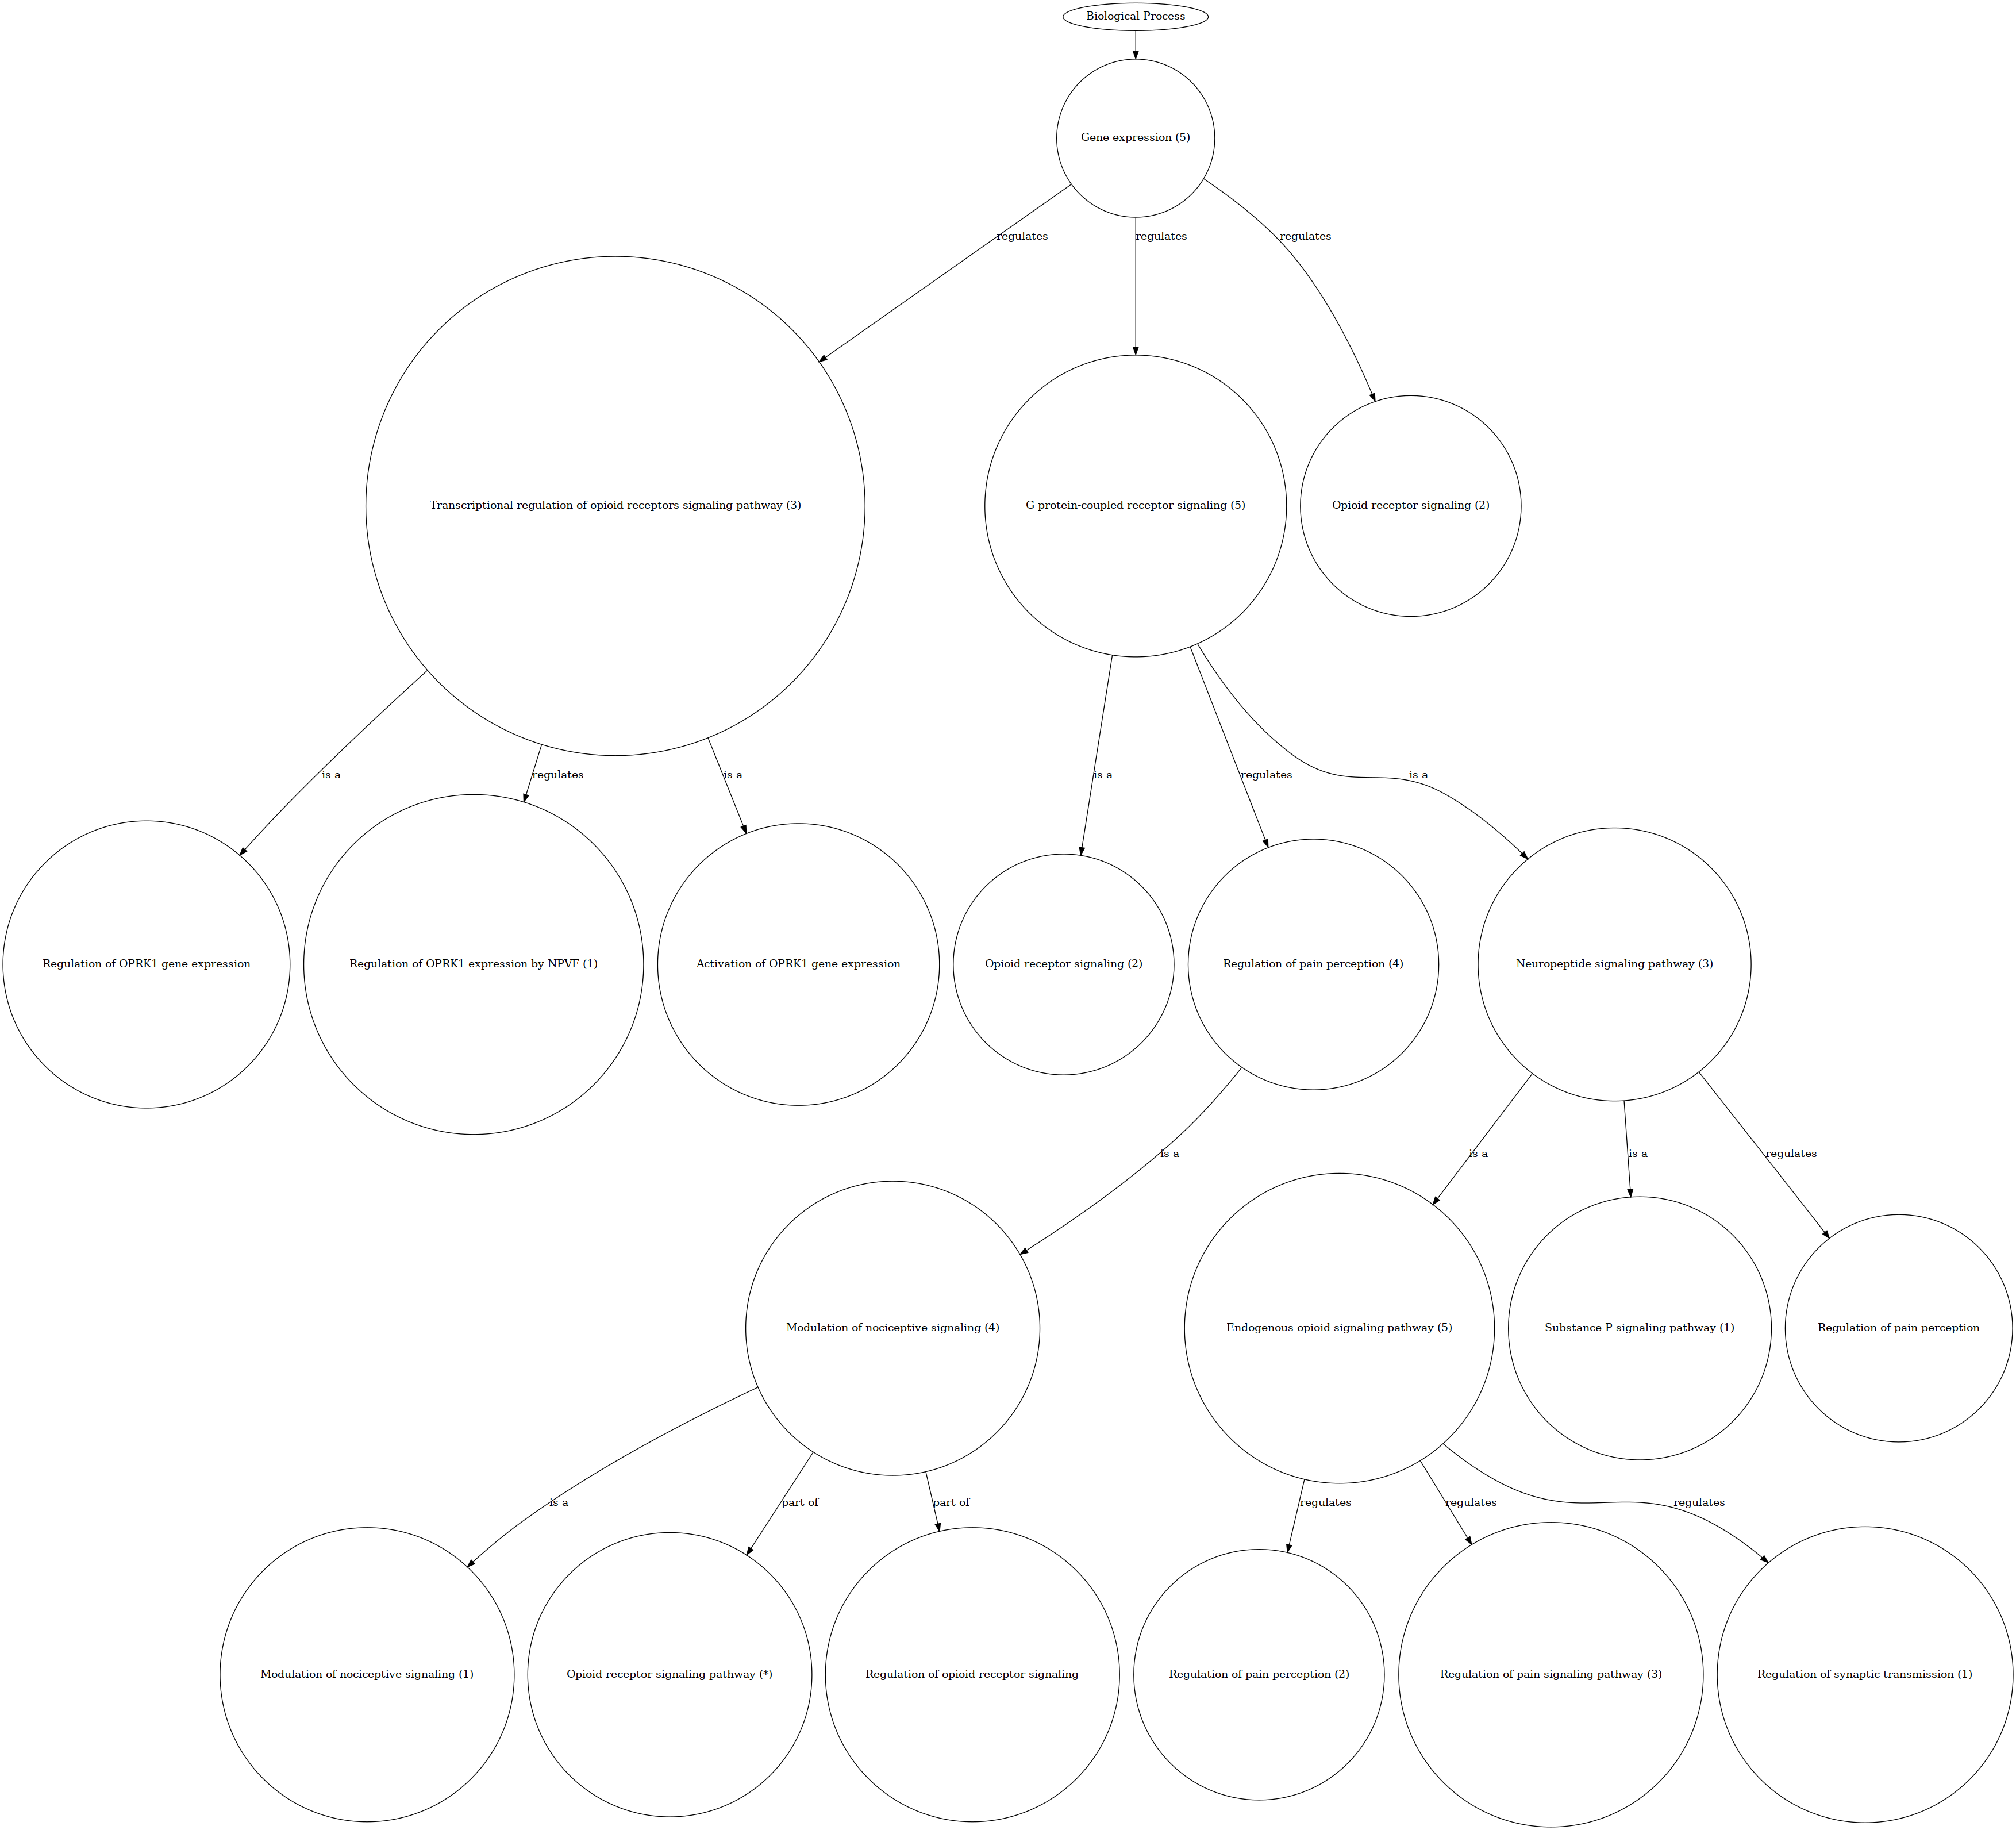 Biological Process
Gene expression (5)
regulates
regulates
regulates
Transcriptional regulation of opioid receptors signaling pathway (3)
G protein-coupled receptor signaling (5)
Opioid receptor signaling (2)
is a
regulates
is a
is a
regulates
is a
Regulation of OPRK1 gene expression
Regulation of OPRK1 expression by NPVF (1)
Activation of OPRK1 gene expression
Opioid receptor signaling (2)
Regulation of pain perception (4)
Neuropeptide signaling pathway (3)
is a
is a
is a
regulates
Modulation of nociceptive signaling (4)
Endogenous opioid signaling pathway (5)
Substance P signaling pathway (1)
Regulation of pain perception
is a
part of
part of
regulates
regulates
regulates
Modulation of nociceptive signaling (1)
Opioid receptor signaling pathway (*)
Regulation of opioid receptor signaling
Regulation of pain perception (2)
Regulation of pain signaling pathway (3)
Regulation of synaptic transmission (1)